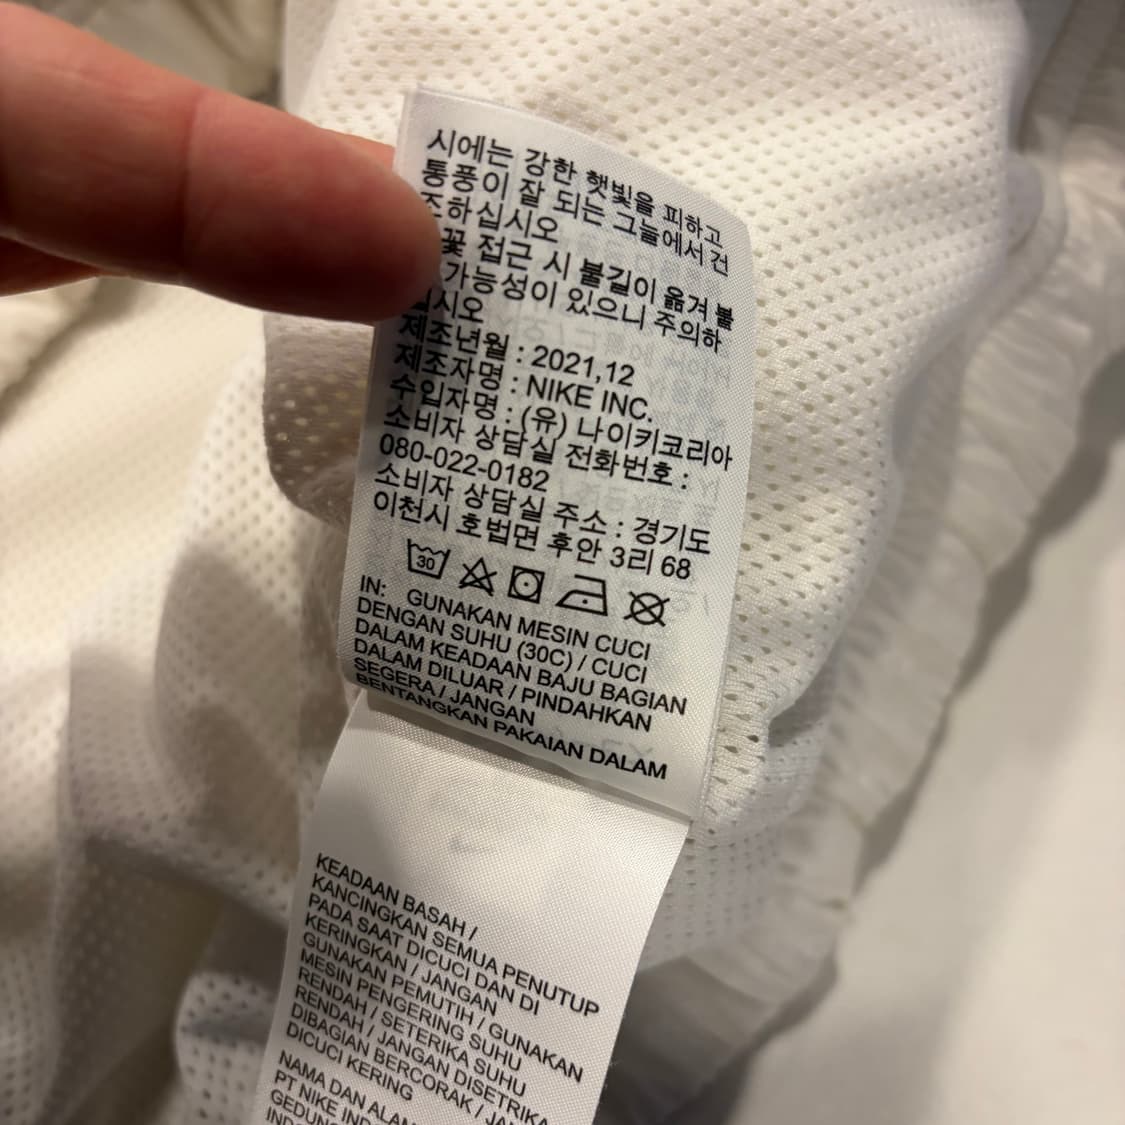 시에는 강한 햇빛을 피하고
통풍이 잘 되는 그늘에서 건
조하십시오
꽃 접근 시 불길이 옮겨 불
가능성이 있으니 주의하
십시오
제조년월 : 2021,12
제조자명 : NIKE INC.
수입자명 : (유) 나이키코리아
소비자 상담실 전화번호 :
080-022-0182
소비자 상담실 주소 : 경기도
이천시 호법면 후안 3리 68
30
IN: GUNAKAN MESIN CUCI
DENGAN SUHU (30C) / CUCI
DALAM KEADAAN BAJU BAGIAN
DALAM DILUAR / PINDAHKAN
SEGERA / JANGAN
BENTANGKAN PAKAIAN DALAM
KEADAAN BASAH /
KANCINGKAN SEMUA PENUTUP
PADA SAAT DICUCI DAN DI
KERINGKAN / JANGAN
GUNAKAN PEMUTIH / GUNAKAN
MESIN PENGERING SUHU
RENDAH / SETERIKA SUHU
RENDAH / JANGAN DISETRIKA
DIBAGIAN BERCORAK /
DICUCI KERING
NAMA DAN
PT NIKE